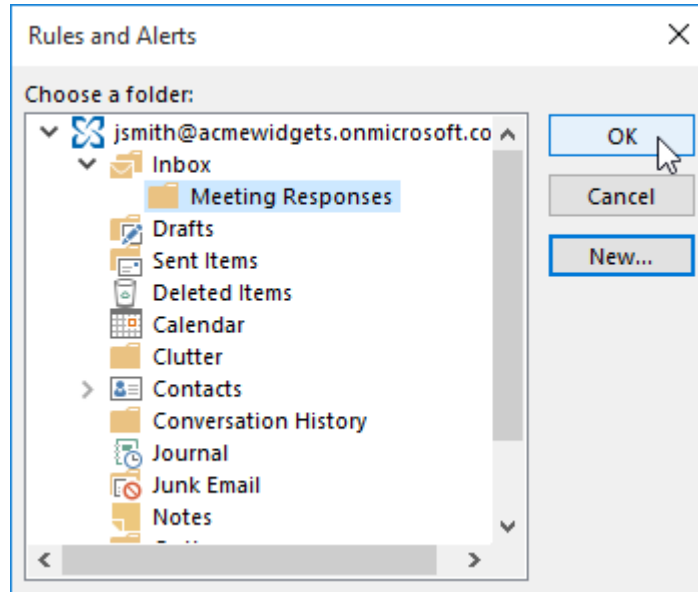 Rules and Alerts
Choose a folder:
jsmith@acmewidgets.onmicrosoft.co
OK
Inbox
Meeting Responses
Cancel
Drafts
Sent Items
New...
Deleted Items
Calendar
Clutter
Contacts
Conversation History
Journal
Junk Email
Notes